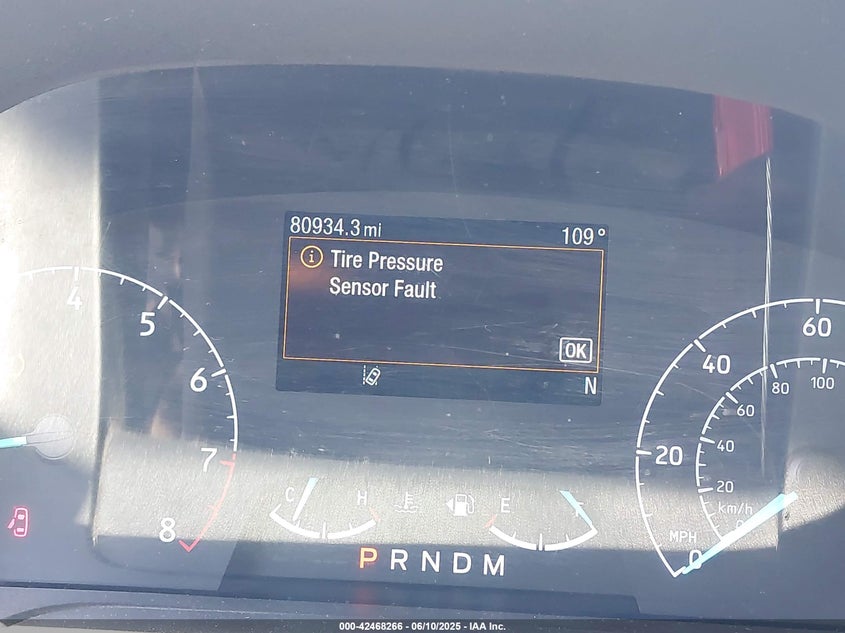 80934.3 mi 109°
Tire Pressure
Sensor Fault
OK
N
4
5
6
7
8
C H
E
P R N D M
60
40
20
0
MPH
100
80
60
40
20
0
km/h
000-42468266 - 06/10/2025 - IAA Inc.